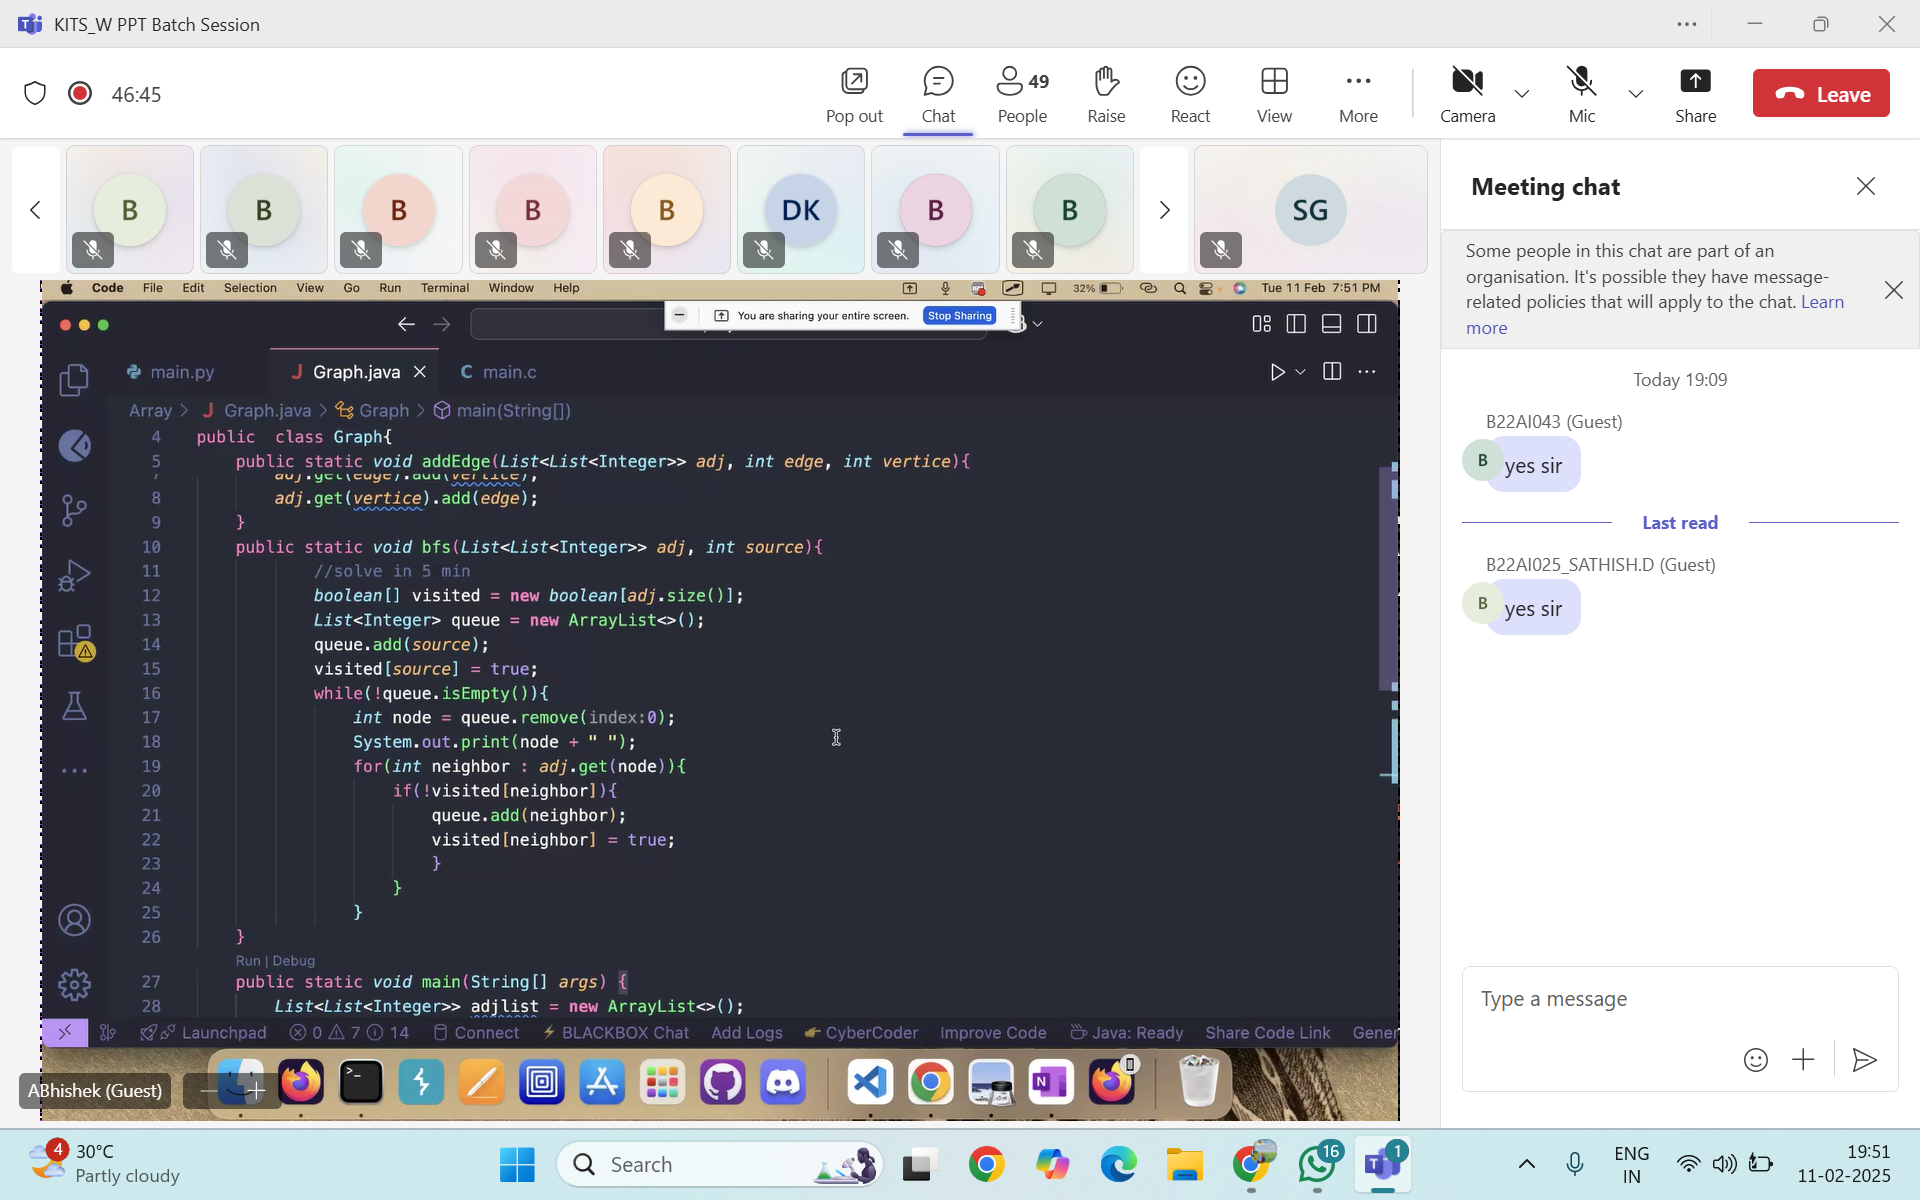 KITS_W PPT Batch Session
46:45
Pop out
Chat
49
People
Raise
React
View
More
Camera
Mic
Share
Leave
B
B
B
B
B
DK
B
B
SG
Code File Edit Selection View Go Run Terminal Window Help
32%
Tue 11 Feb 7:51 PM
You are sharing your entire screen.
Stop Sharing
main.py
J Graph.java
C main.c
Array > J Graph.java > Graph > main(String[])
4 public class Graph{
5 public static void addEdge(List<List<Integer>> adj, int edge, int vertice){
7 adj.get(edge).add(vertice);
8 adj.get(vertice).add(edge);
9 }
10 public static void bfs(List<List<Integer>> adj, int source){
11 //solve in 5 min
12 boolean[] visited = new boolean[adj.size()];
13 List<Integer> queue = new ArrayList<>();
14 queue.add(source);
15 visited[source] = true;
16 while(!queue.isEmpty()){
17 int node = queue.remove(index:0);
18 System.out.print(node + " ");
19 for(int neighbor : adj.get(node)){
20 if(!visited[neighbor]){
21 queue.add(neighbor);
22 visited[neighbor] = true;
23 }
24 }
25 }
26 }
Run | Debug
27 public static void main(String[] args) {
28 List<List<Integer>> adjlist = new ArrayList<>();
Launchpad 0 7 14 Connect BLACKBOX Chat Add Logs CyberCoder Improve Code Java: Ready Share Code Link Gener
ABhishek (Guest)
Meeting chat
Some people in this chat are part of an
organisation. It's possible they have message-
related policies that will apply to the chat. Learn
more
Today 19:09
B22AI043 (Guest)
B
yes sir
Last read
B22AI025_SATHISH.D (Guest)
B
yes sir
Type a message
4
30°C
Partly cloudy
Search
16
1
ENG
IN
19:51
11-02-2025